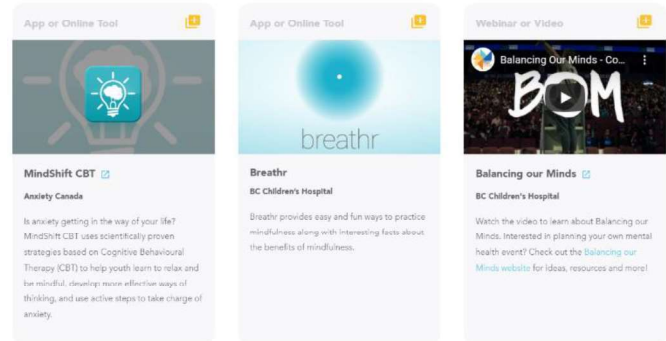 App or Online Tool
MindShift CBT
Anxiety Canada
Is anxiety getting in the way of your life?
MindShift CBT uses scientifically proven
strategies based on Cognitive Behavioural
Therapy (CBT) to help youth learn to relax and
be mindful, develop more effective ways of
thinking, and use active steps to take charge of
anxiety.
App or Online Tool
breathr
Breathr
BC Children's Hospital
Breathr provides easy and fun ways to practice
mindfulness along with interesting facts about
the benefits of mindfulness.
Webinar or Video
Balancing Our Minds - Co...
BOM
Balancing our Minds
BC Children's Hospital
Watch the video to learn about Balancing our
Minds. Interested in planning your own mental
health event? Check out the Balancing our
Minds website for ideas, resources and more!